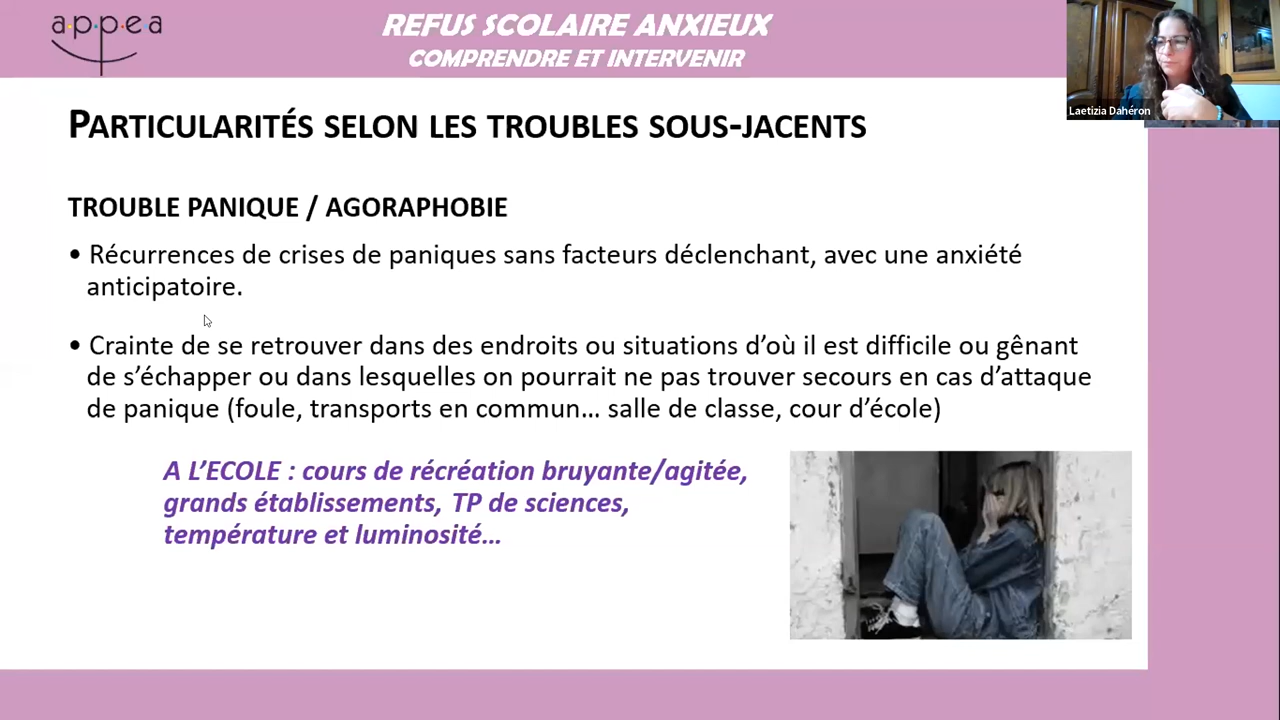 appea
REFUS SCOLAIRE ANXIEUX
COMPRENDRE ET INTERVENIR
Laetizia Dahéron
PARTICULARITÉS SELON LES TROUBLES SOUS-JACENTS
TROUBLE PANIQUE / AGORAPHOBIE
• Récurrences de crises de paniques sans facteurs déclenchant, avec une anxiété
anticipatoire.
• Crainte de se retrouver dans des endroits ou situations d’où il est difficile ou gênant
de s’échapper ou dans lesquelles on pourrait ne pas trouver secours en cas d’attaque
de panique (foule, transports en commun… salle de classe, cour d’école)
A L’ECOLE : cours de récréation bruyante/agitée,
grands établissements, TP de sciences,
température et luminosité…